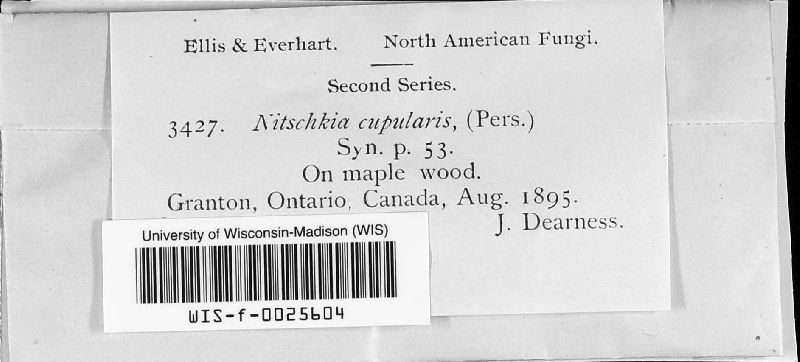 Ellis & Everhart. North American Fungi.
Second Series.
3427. Nitschkia cupularis, (Pers.)
Syn. p. 53.
On maple wood.
Granton, Ontario, Canada, Aug. 1895.
J. Dearness.
University of Wisconsin-Madison (WIS)
WIS-f-0025604